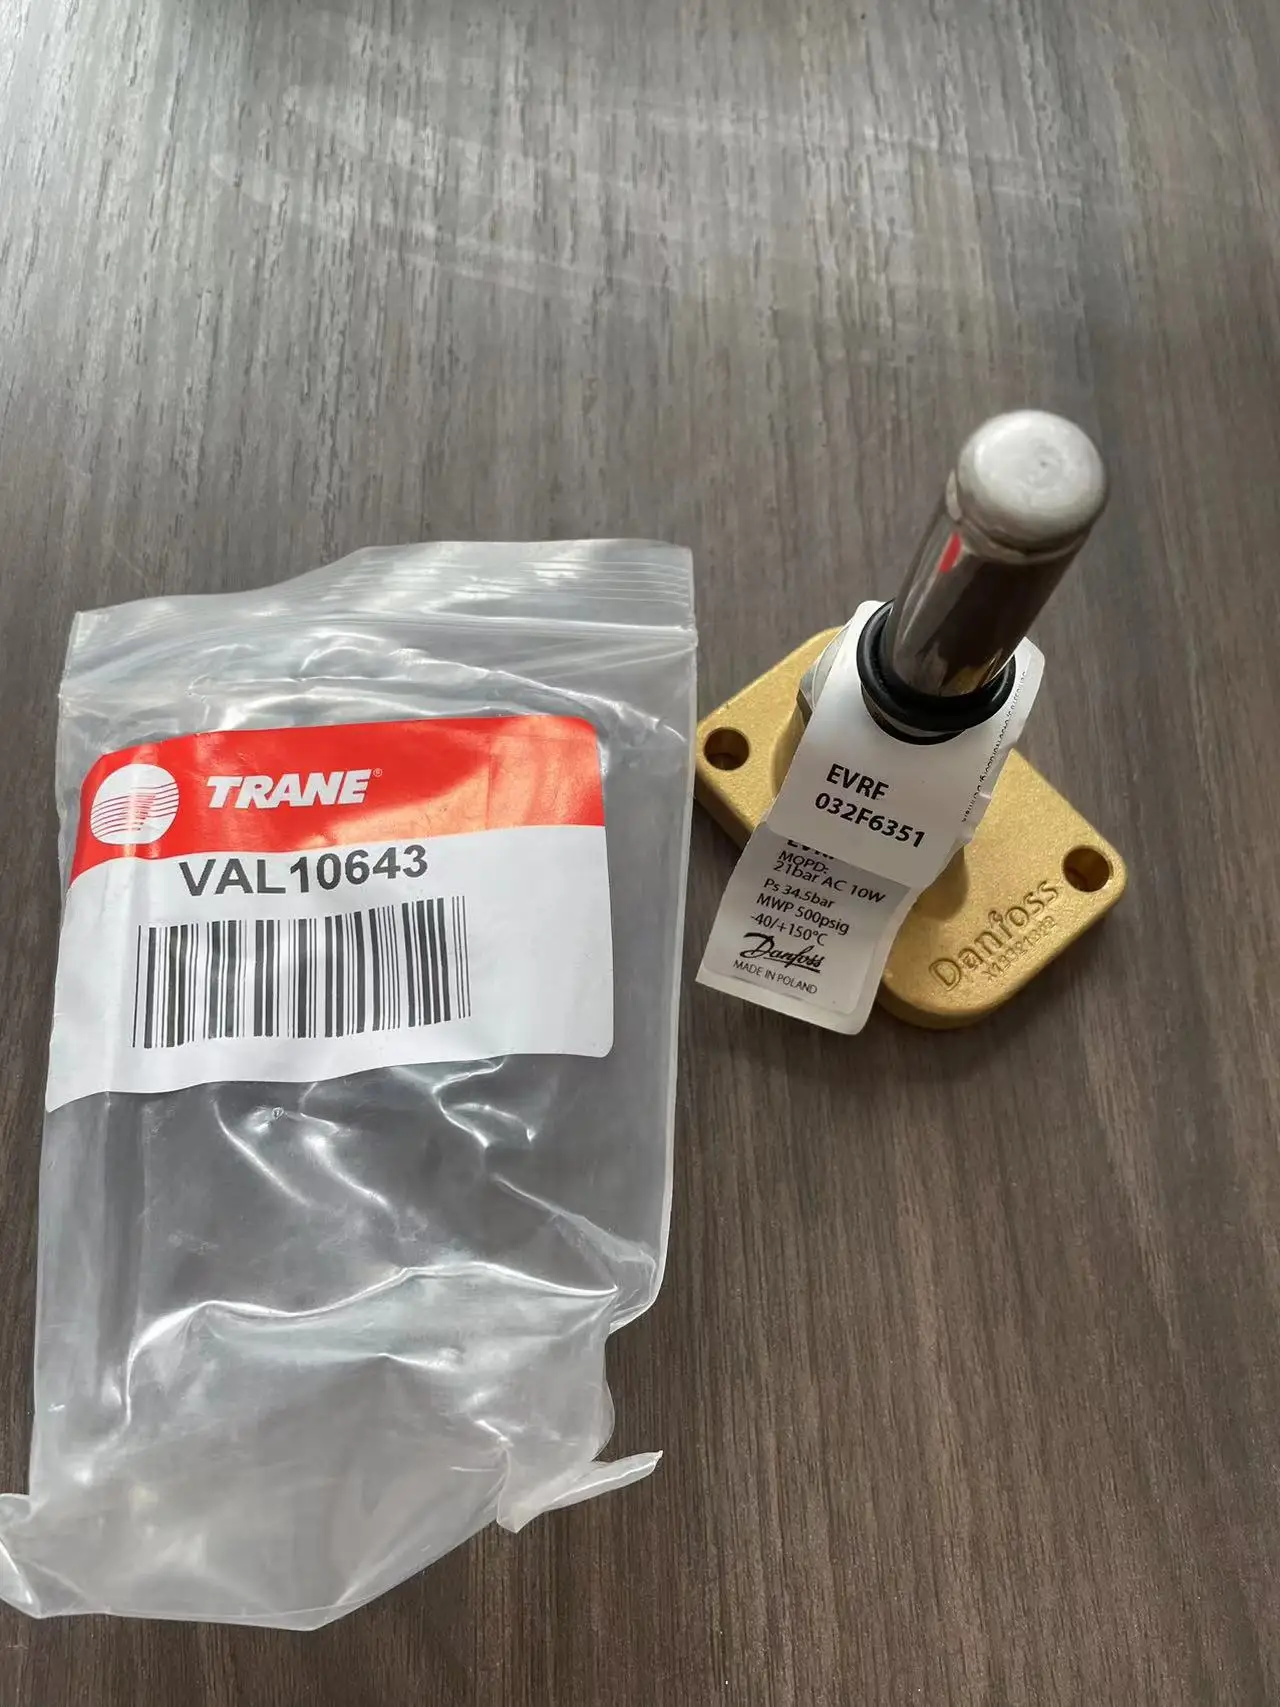 TRANE®
VAL10643
EVRF
032F6351
MOPD:
21bar AC 10W
Ps 34.5bar
MWP 500psig
-40/+150°C
Danfoss
MADE IN POLAND
Danfoss